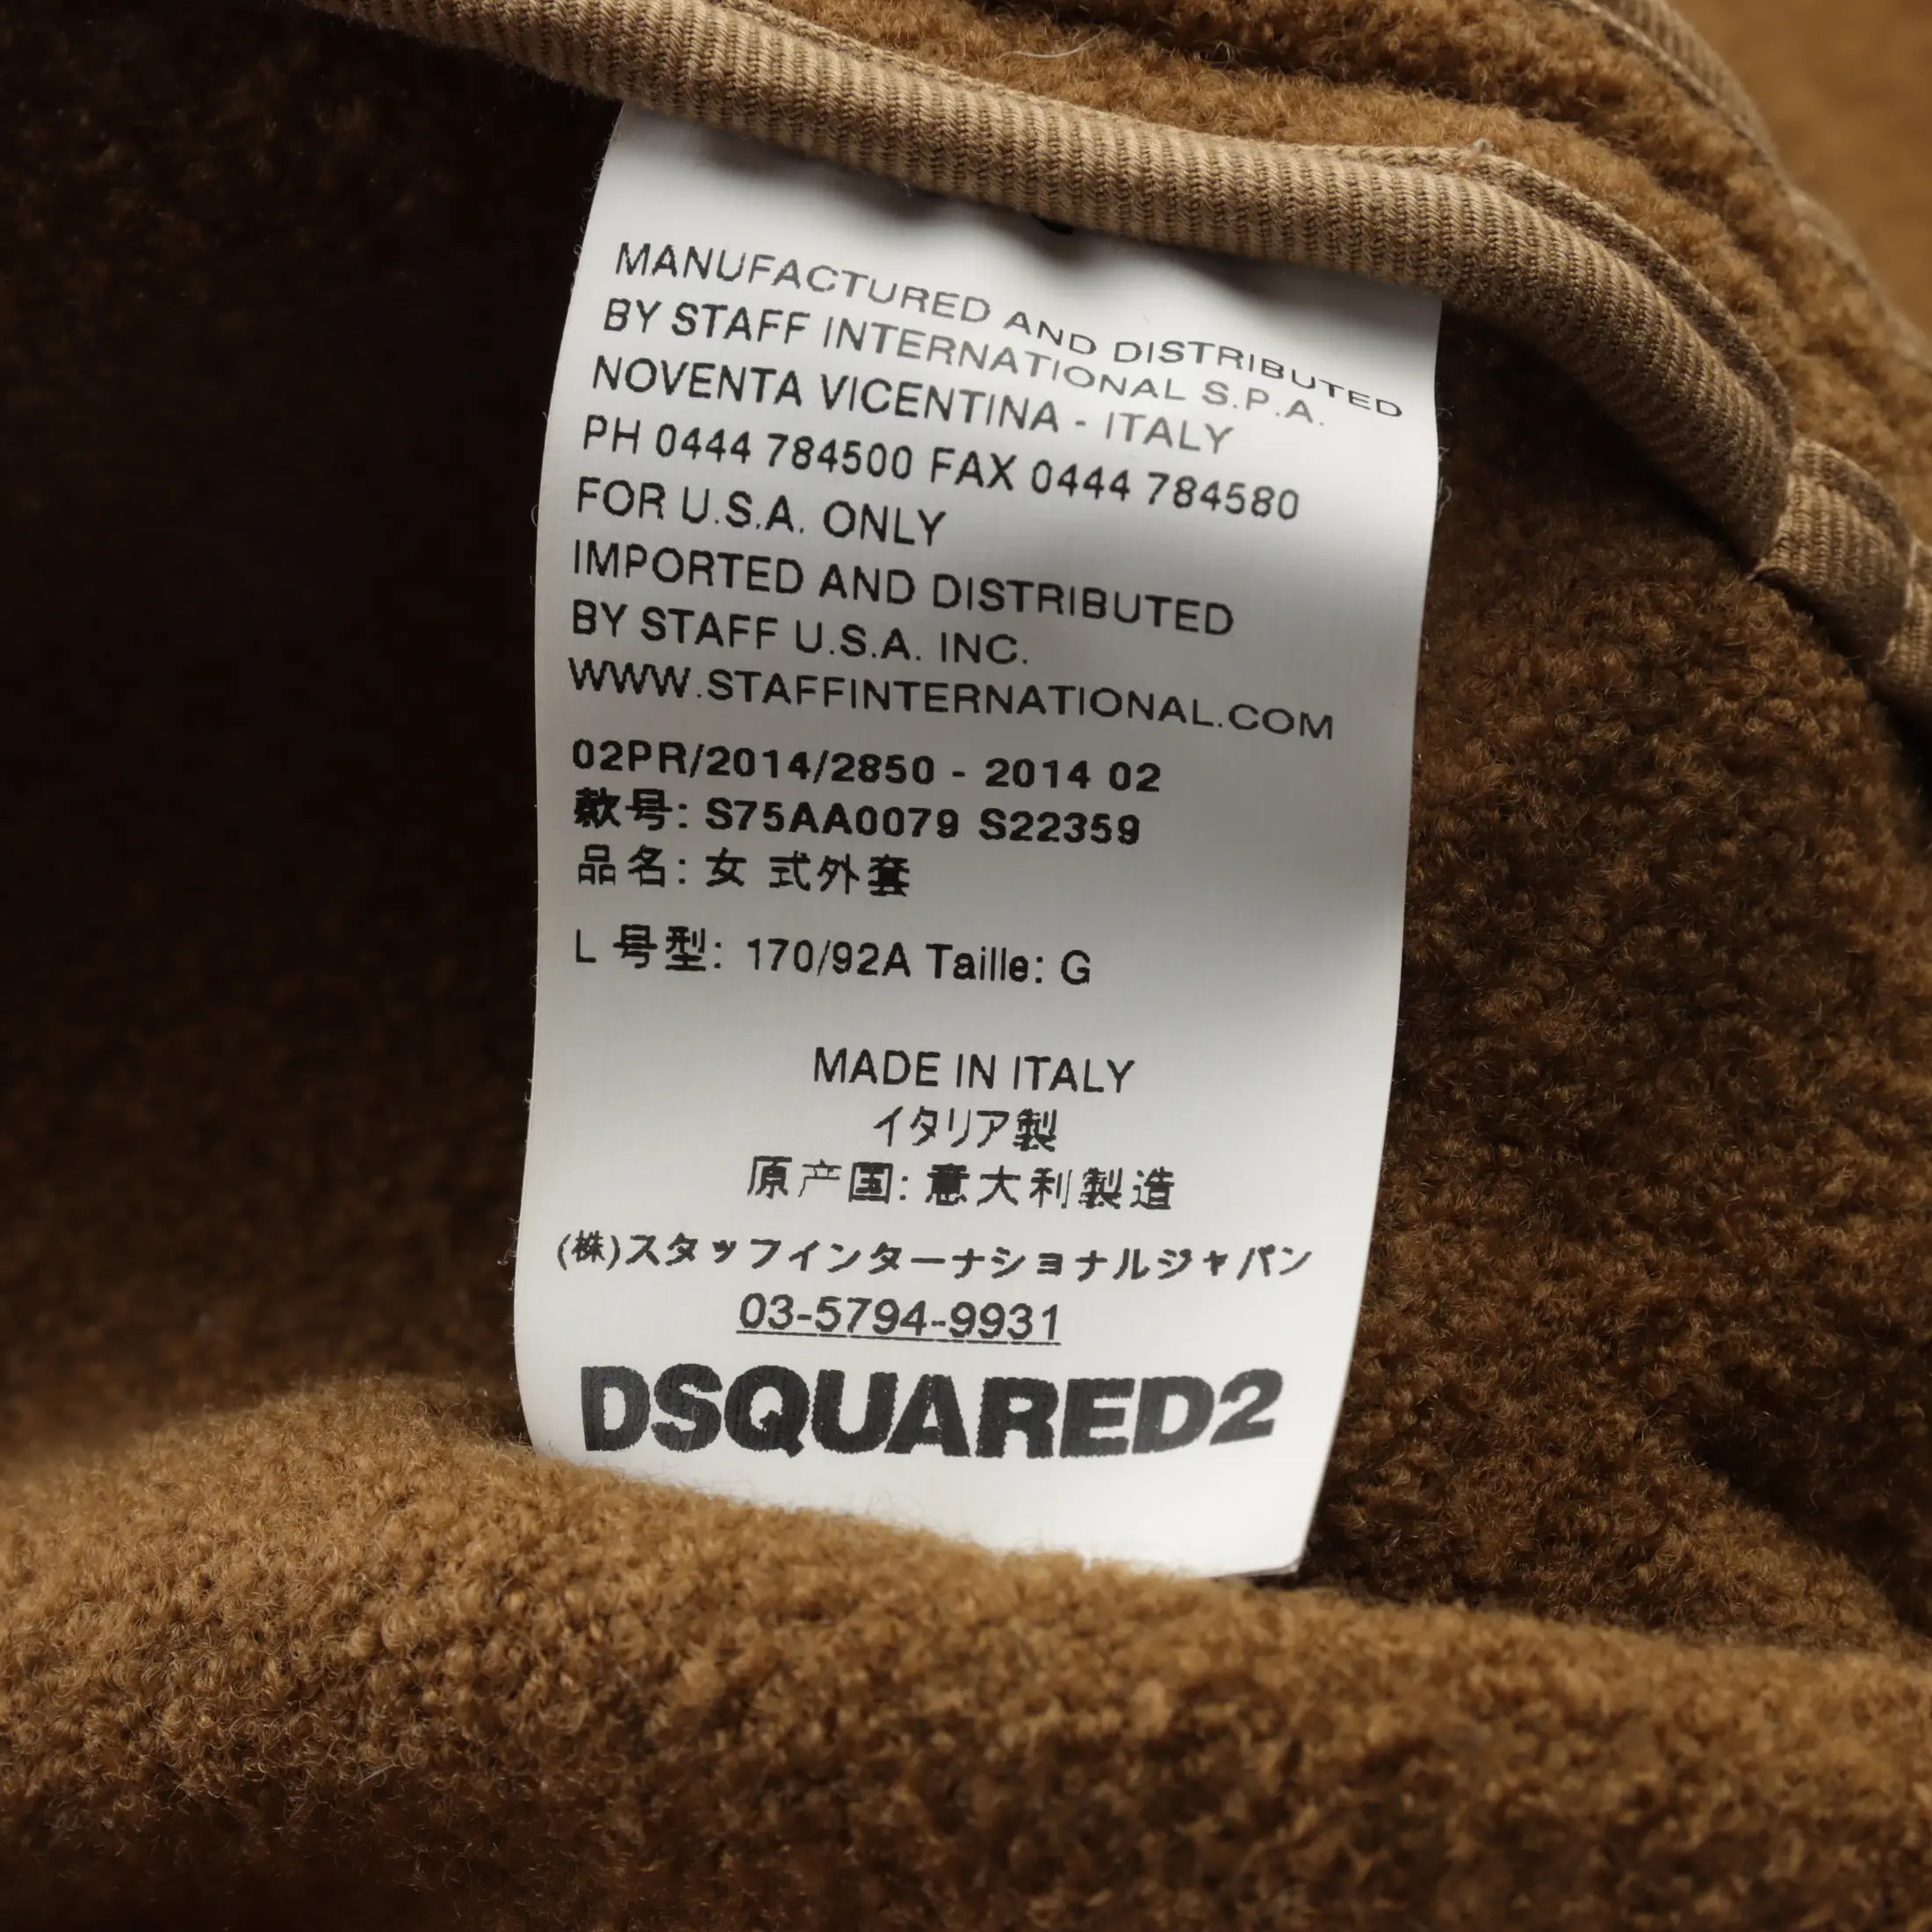 MANUFACTURED AND DISTRIBUTED
BY STAFF INTERNATIONAL S.P.A.
NOVENTA VICENTINA - ITALY
PH 0444 784500 FAX 0444 784580
FOR U.S.A. ONLY
IMPORTED AND DISTRIBUTED
BY STAFF U.S.A. INC.
WWW.STAFFINTERNATIONAL.COM
02PR/2014/2850 - 2014 02
款号: S75AA0079 S22359
品名: 女 式外套
L 号型: 170/92A Taille: G
MADE IN ITALY
イタリア製
原产国: 意大利製造
(株)スタッフインターナショナルジャパン
03-5794-9931
DSQUARED2